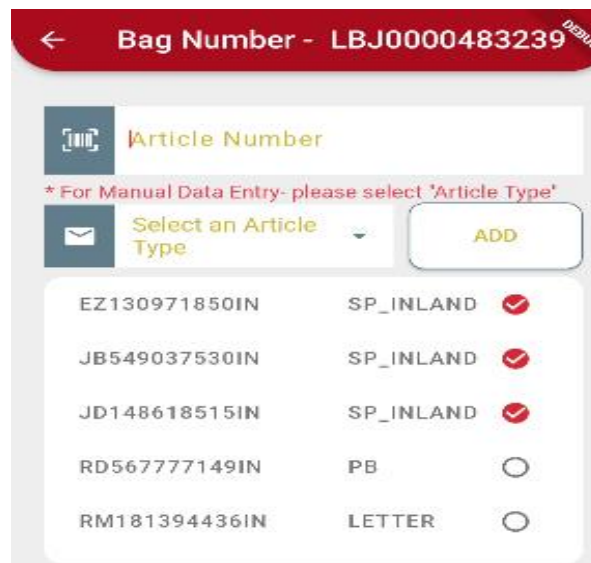 Bag Number - LBJ0000483239
Article Number
* For Manual Data Entry- please select 'Article Type'
Select an Article
Type
ADD
EZ130971850IN SP_INLAND
JB549037530IN SP_INLAND
JD148618515IN SP_INLAND
RD567777149IN PB
RM181394436IN LETTER